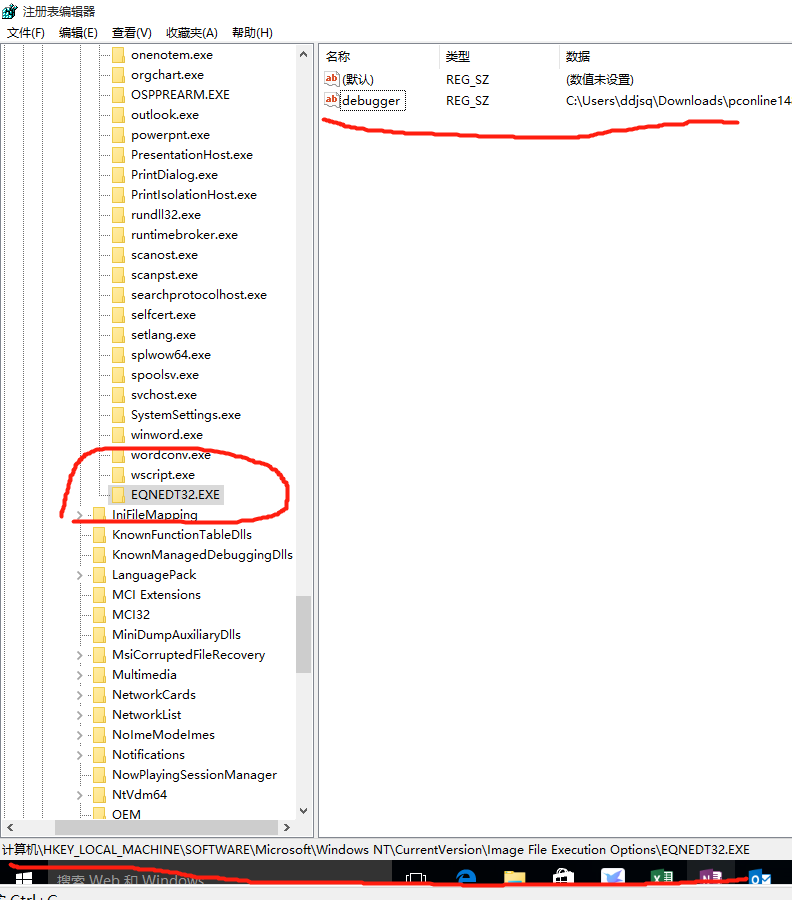 注册表编辑器
文件(F) 编辑(E) 查看(V) 收藏夹(A) 帮助(H)
onenotem.exe
orgchart.exe
OSPPREARM.EXE
outlook.exe
powerpnt.exe
PresentationHost.exe
PrintDialog.exe
PrintIsolationHost.exe
rundll32.exe
runtimebroker.exe
scanost.exe
scanpst.exe
searchprotocolhost.exe
selfcert.exe
setlang.exe
splwow64.exe
spoolsv.exe
svchost.exe
SystemSettings.exe
winword.exe
wordconv.exe
wscript.exe
EQNEDT32.EXE
IniFileMapping
KnownFunctionTableDlls
KnownManagedDebuggingDlls
LanguagePack
MCI Extensions
MCI32
MiniDumpAuxiliaryDlls
MsiCorruptedFileRecovery
Multimedia
NetworkCards
NetworkList
NoImeModeImes
Notifications
NowPlayingSessionManager
NtVdm64
OEM
名称 类型 数据
(默认) REG_SZ (数值未设置)
debugger REG_SZ C:\Users\ddjsq\Downloads\pconline14
计算机\HKEY_LOCAL_MACHINE\SOFTWARE\Microsoft\Windows NT\CurrentVersion\Image File Execution Options\EQNEDT32.EXE
搜索 Web 和 Windows